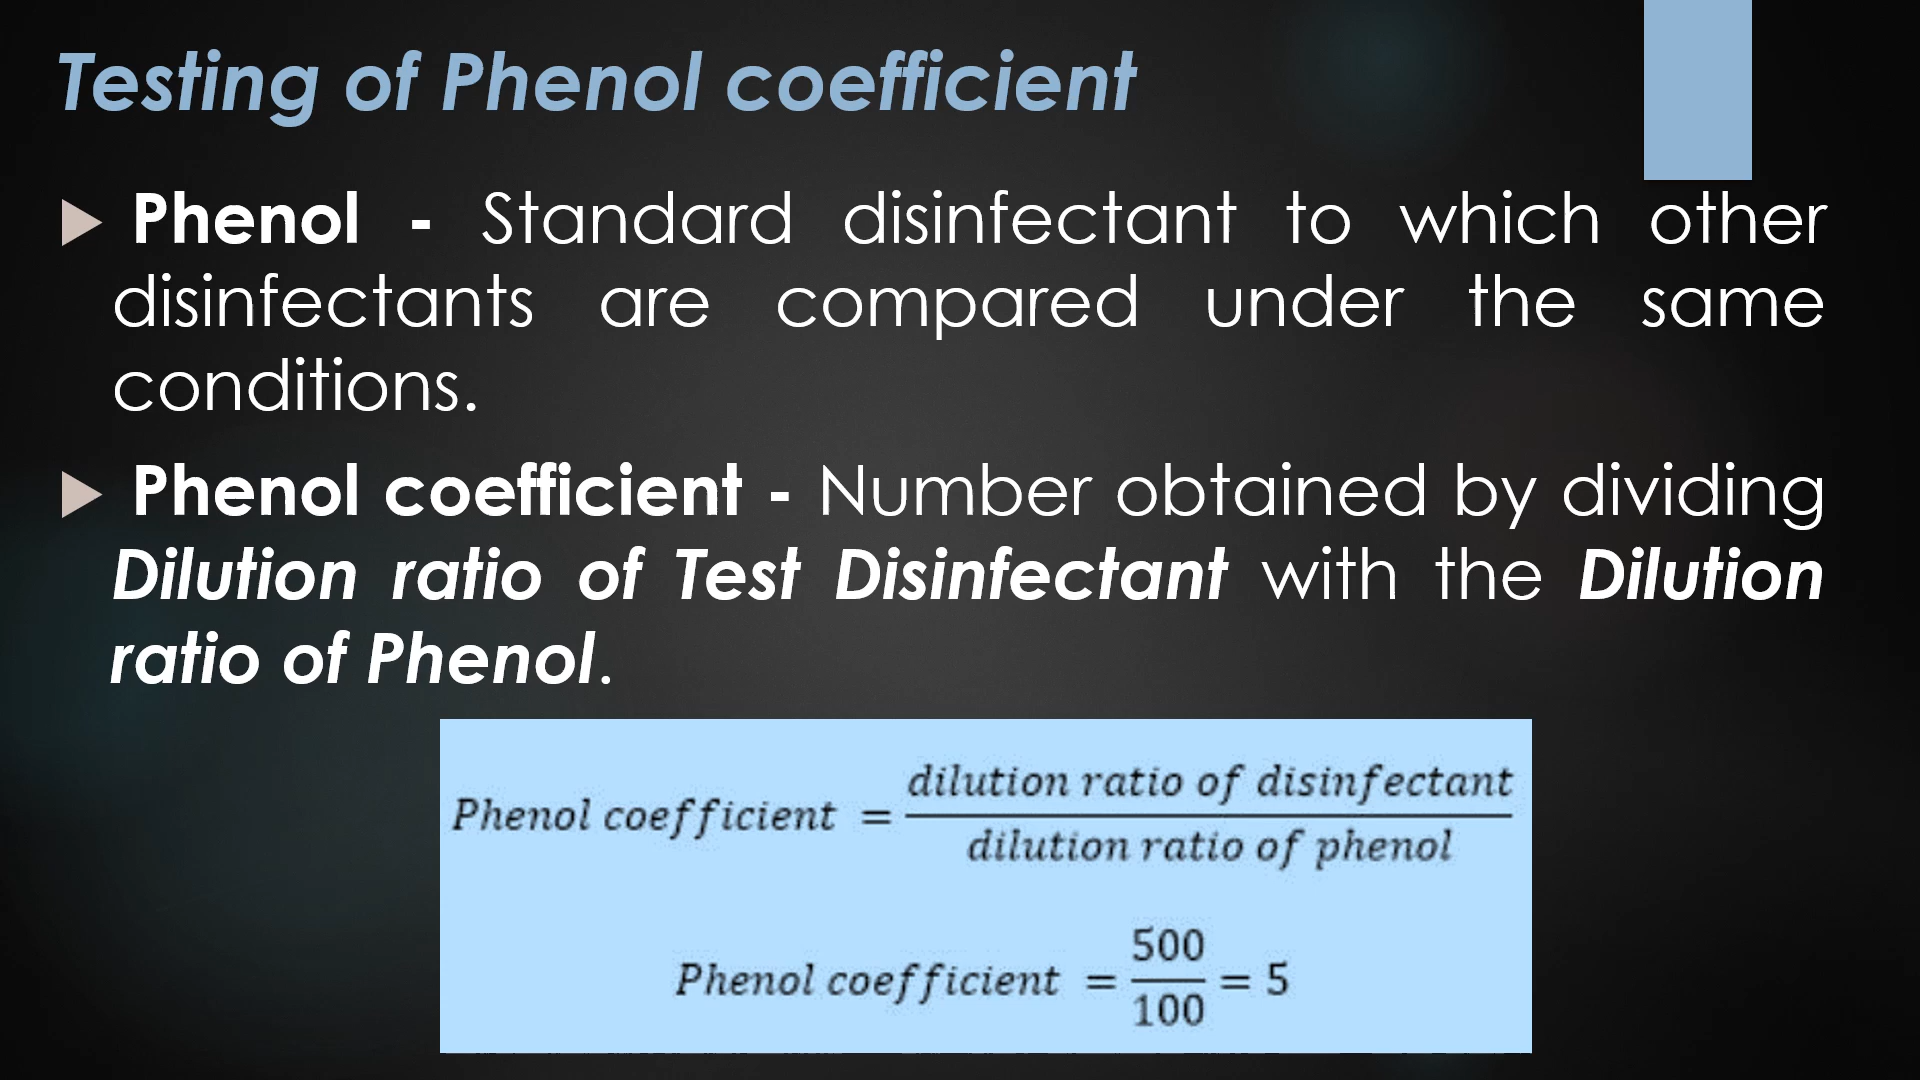 Testing of Phenol coefficient
Phenol - Standard disinfectant to which other
disinfectants are compared under the same
conditions.
Phenol coefficient - Number obtained by dividing
Dilution ratio of Test Disinfectant with the Dilution
ratio of Phenol.
Phenol coefficient = dilution ratio of disinfectant / dilution ratio of phenol
Phenol coefficient = 500 / 100 = 5